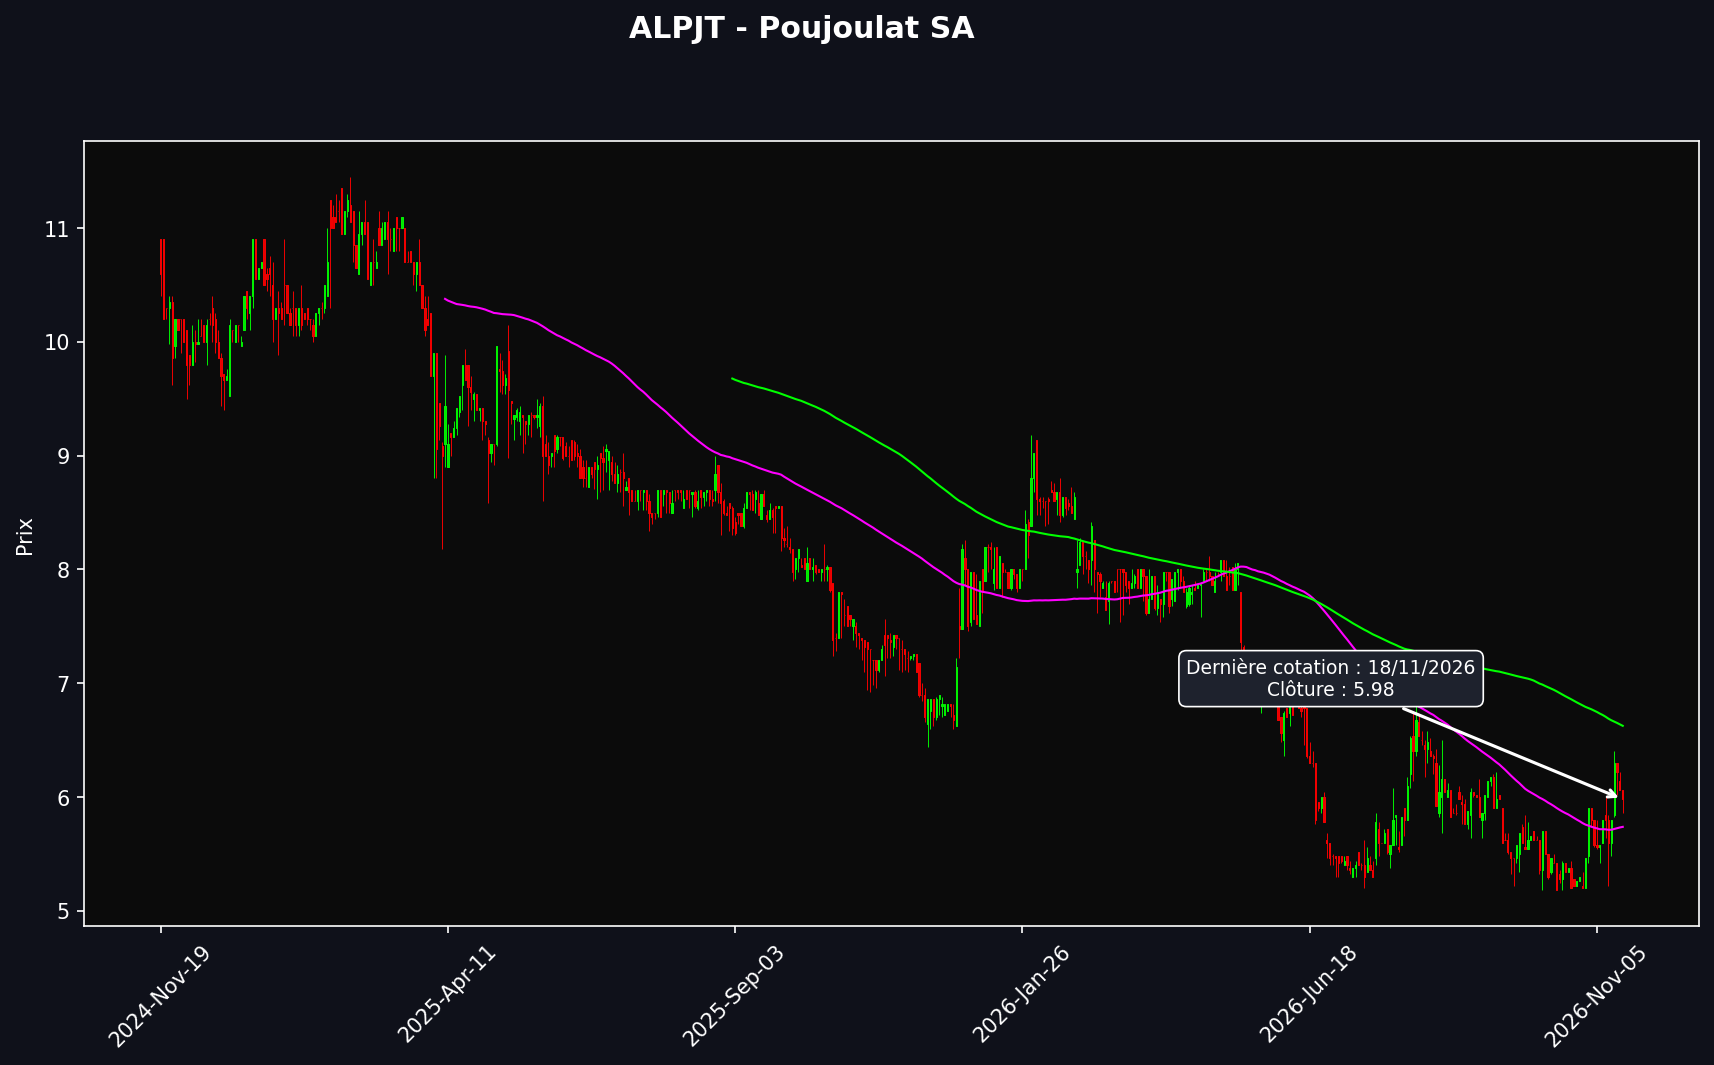 ALPJT - Poujoulat SA
Prix
11
10
9
8
7
6
5
Dernière cotation : 18/11/2026
Clôture : 5.98
2024-Nov-19
2025-Apr-11
2025-Sep-03
2026-Jan-26
2026-Jun-18
2026-Nov-05